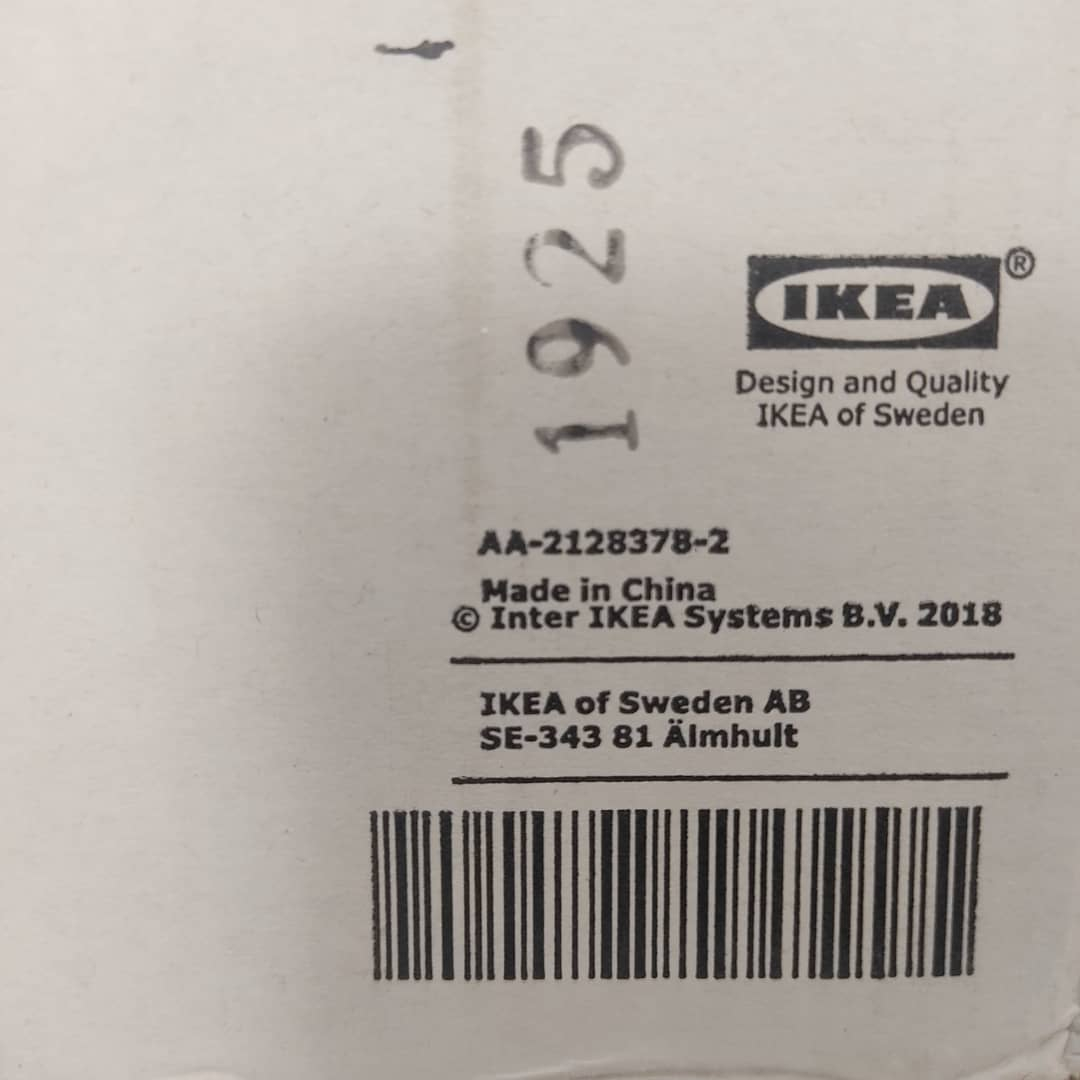 1925
IKEA®
Design and Quality
IKEA of Sweden
AA-2128378-2
Made in China
© Inter IKEA Systems B.V. 2018
IKEA of Sweden AB
SE-343 81 Älmhult